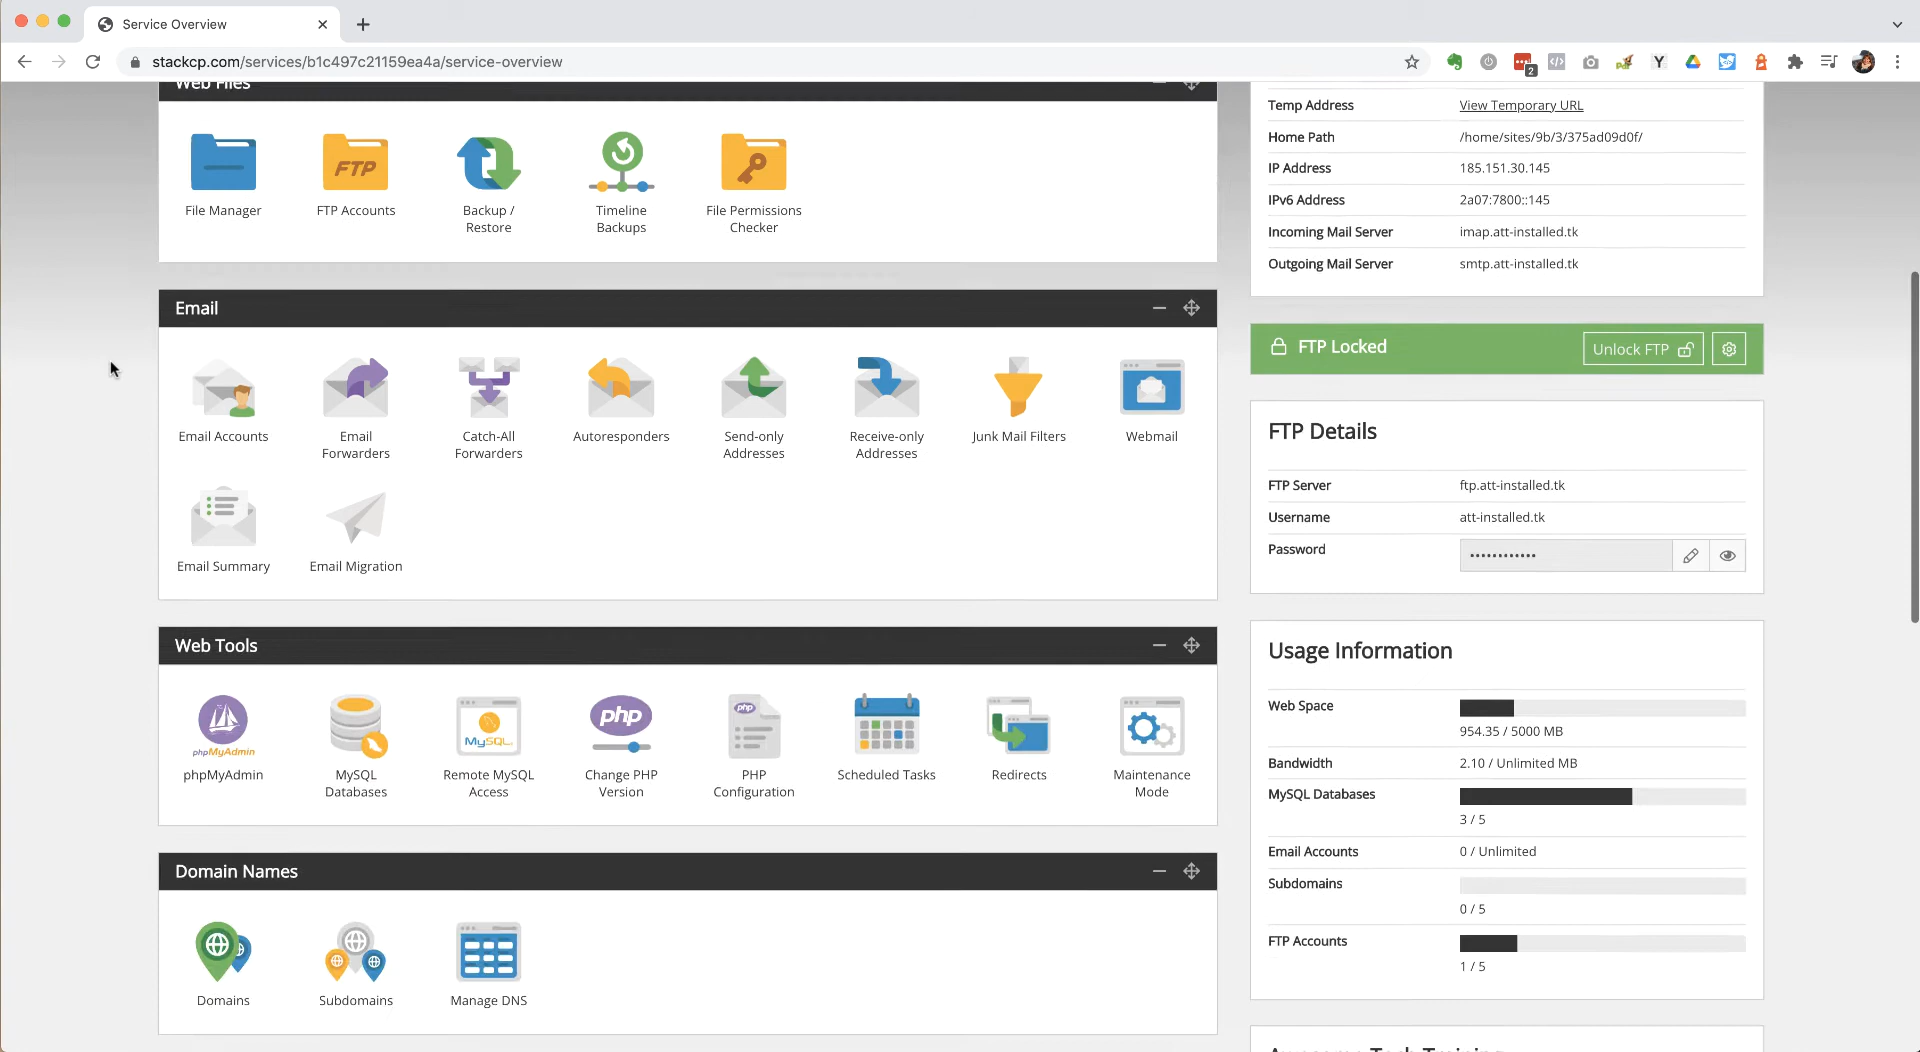 Service Overview
stackcp.com/services/b1c497c21159ea4a/service-overview
2
Y
Web Files
FTP
File Manager
FTP Accounts
Backup /
Restore
Timeline
Backups
File Permissions
Checker
Email
Email Accounts
Email
Forwarders
Catch-All
Forwarders
Autoresponders
Send-only
Addresses
Receive-only
Addresses
Junk Mail Filters
Webmail
Email Summary
Email Migration
Web Tools
phpMyAdmin
MySQL
php
php
phpMyAdmin
MySQL
Databases
Remote MySQL
Access
Change PHP
Version
PHP
Configuration
Scheduled Tasks
Redirects
Maintenance
Mode
Domain Names
Domains
Subdomains
Manage DNS
Temp Address View Temporary URL
Home Path /home/sites/9b/3/375ad09d0f/
IP Address 185.151.30.145
IPv6 Address 2a07:7800::145
Incoming Mail Server imap.att-installed.tk
Outgoing Mail Server smtp.att-installed.tk
FTP Locked
Unlock FTP
FTP Details
FTP Server ftp.att-installed.tk
Username att-installed.tk
Password ••••••••••••
Usage Information
Web Space
954.35 / 5000 MB
Bandwidth 2.10 / Unlimited MB
MySQL Databases
3 / 5
Email Accounts 0 / Unlimited
Subdomains
0 / 5
FTP Accounts
1 / 5
Awesome Tech Training